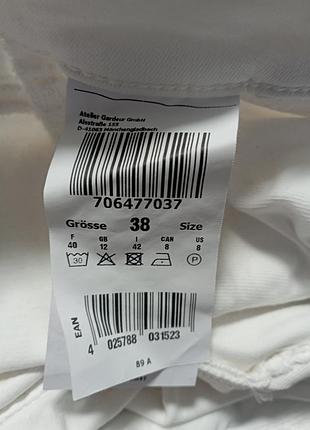 Atelier Gardeur GmbH
Alsstraße 155
D-41063 Mönchengladbach
706477037
Grösse 38 Size
F GB I CAN US
40 12 42 8 8
30 P
EAN
4 025788 031523
89 A